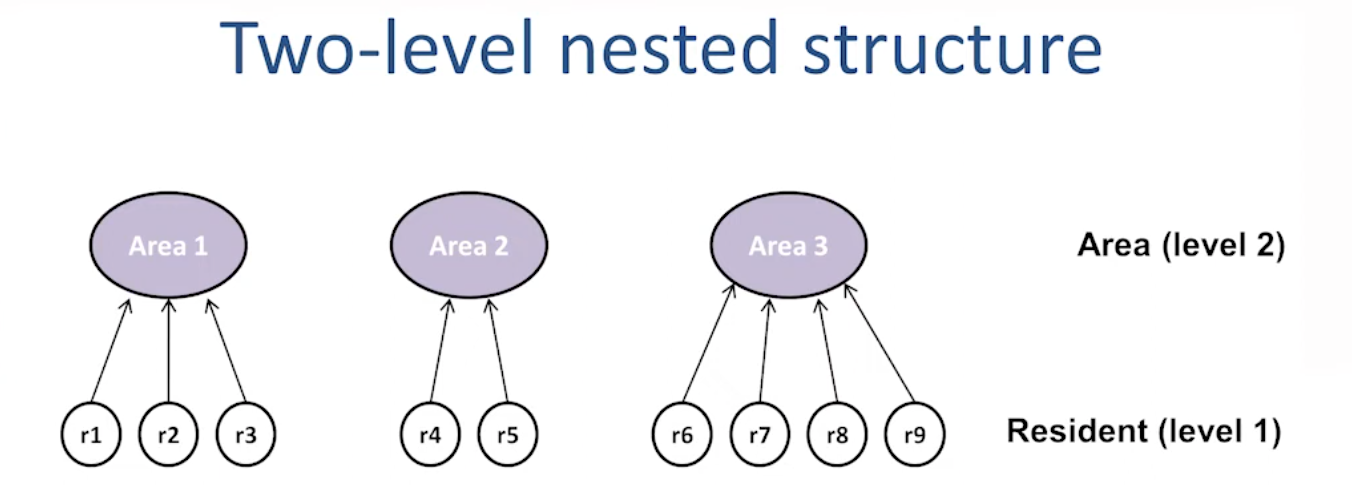 Two-level nested structure
Area 1 Area 2 Area 3 Area (level 2)
r1 r2 r3 r4 r5 r6 r7 r8 r9 Resident (level 1)